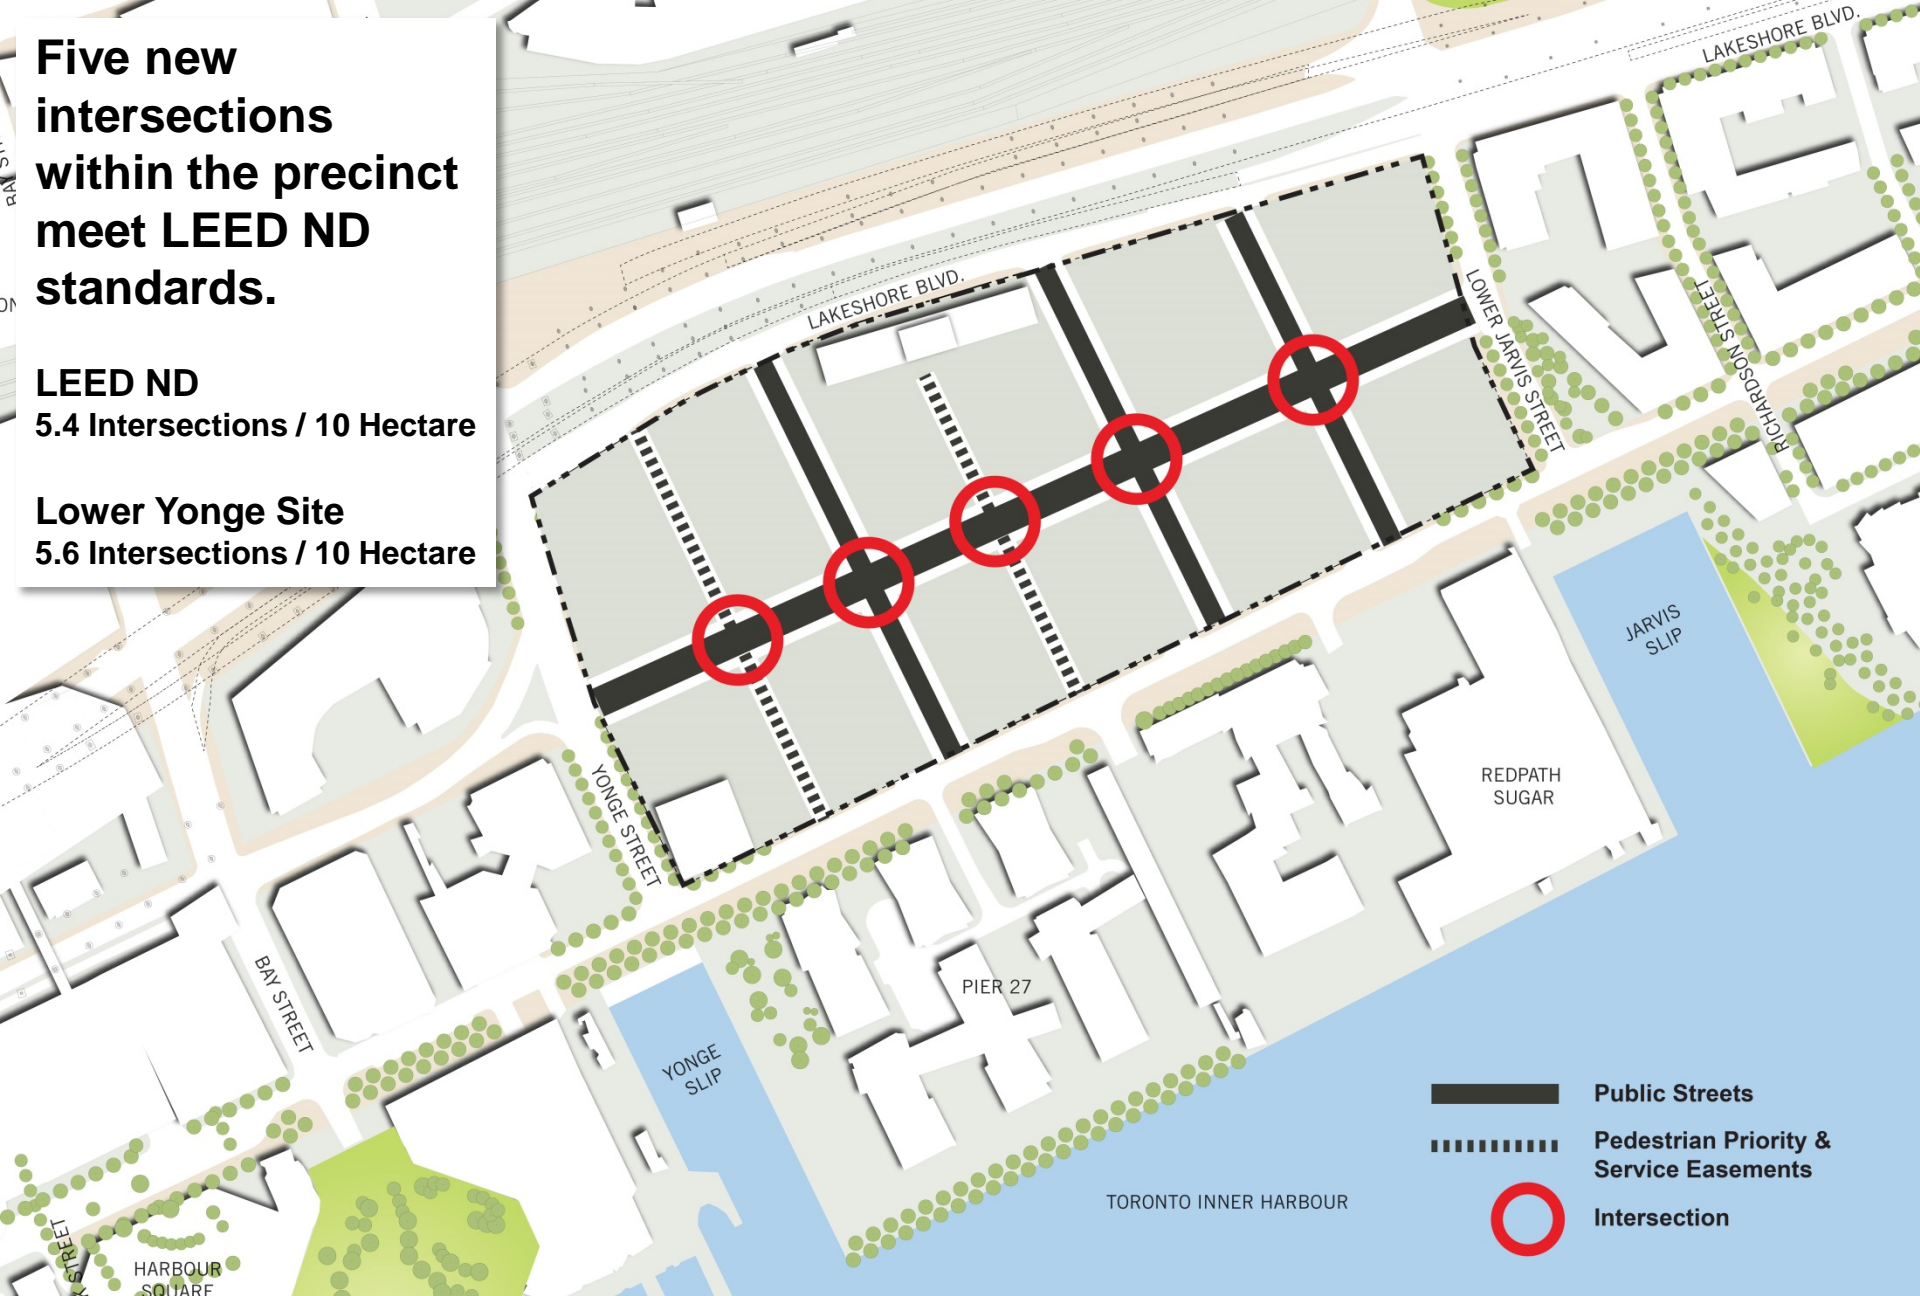 Five new
intersections
within the precinct
meet LEED ND
standards.
LEED ND
5.4 Intersections / 10 Hectare
Lower Yonge Site
5.6 Intersections / 10 Hectare
LAKESHORE BLVD.
LAKESHORE BLVD.
LOWER JARVIS STREET
RICHARDSON STREET
YONGE STREET
BAY STREET
JARVIS
SLIP
REDPATH
SUGAR
PIER 27
YONGE
SLIP
TORONTO INNER HARBOUR
HARBOUR
SQUARE
STREET
Public Streets
Pedestrian Priority &
Service Easements
Intersection